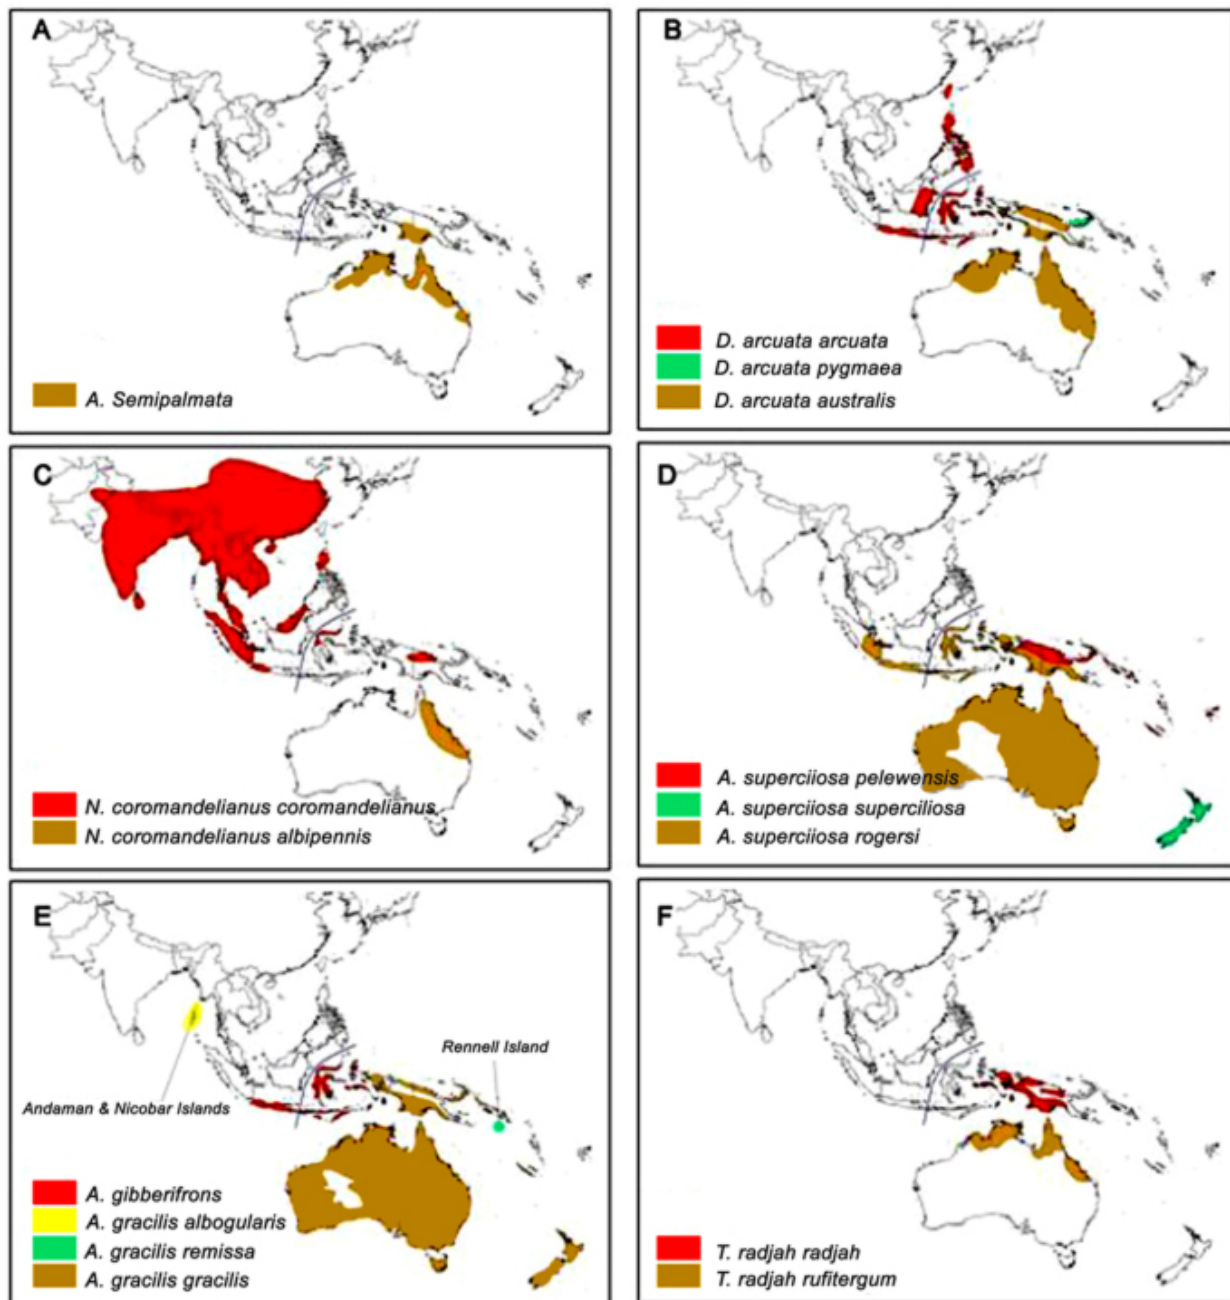 A
A. Semipalmata
B
D. arcuata arcuata
D. arcuata pygmaea
D. arcuata australis
C
N. coromandelianus coromandelianus
N. coromandelianus albipennis
D
A. superciiosa pelewensis
A. superciiosa superciliosa
A. superciiosa rogersi
E
Rennell Island
Andaman & Nicobar Islands
A. gibberifrons
A. gracilis albogularis
A. gracilis remissa
A. gracilis gracilis
F
T. radjah radjah
T. radjah rufitergum